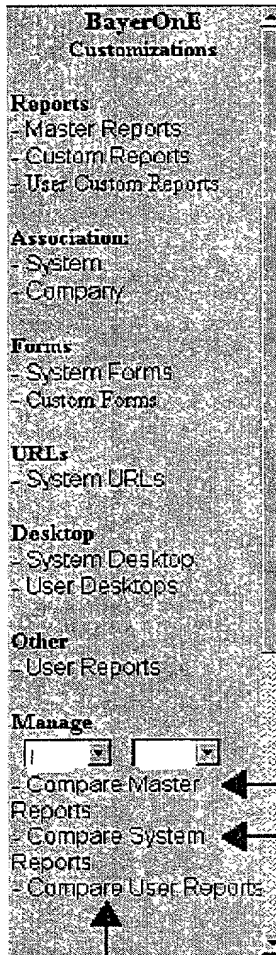 BayerOnE
Customizations
Reports
- Master Reports
- Custom Reports
- User Custom Reports
Association:
- System
- Company
Forms
- System Forms
- Custom Forms
URLs
- System URLs
Desktop
- System Desktop
- User Desktops
Other
- User Reports
Manage
- Compare Master
Reports
- Compare System
Reports
- Compare User Reports